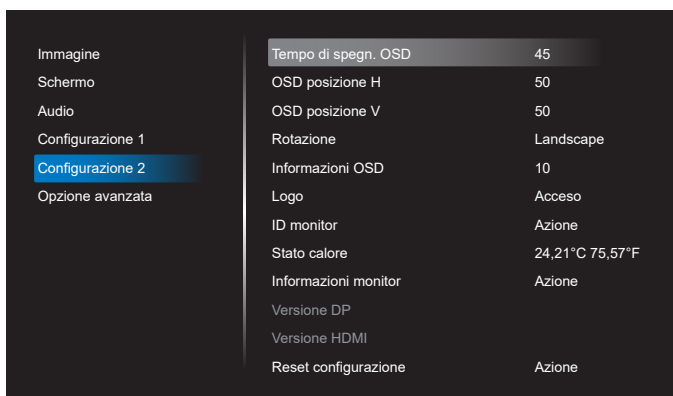 Immagine
Schermo
Audio
Configurazione 1
Configurazione 2
Opzione avanzata
Tempo di spegn. OSD 45
OSD posizione H 50
OSD posizione V 50
Rotazione Landscape
Informazioni OSD 10
Logo Acceso
ID monitor Azione
Stato calore 24,21°C 75,57°F
Informazioni monitor Azione
Versione DP
Versione HDMI
Reset configurazione Azione